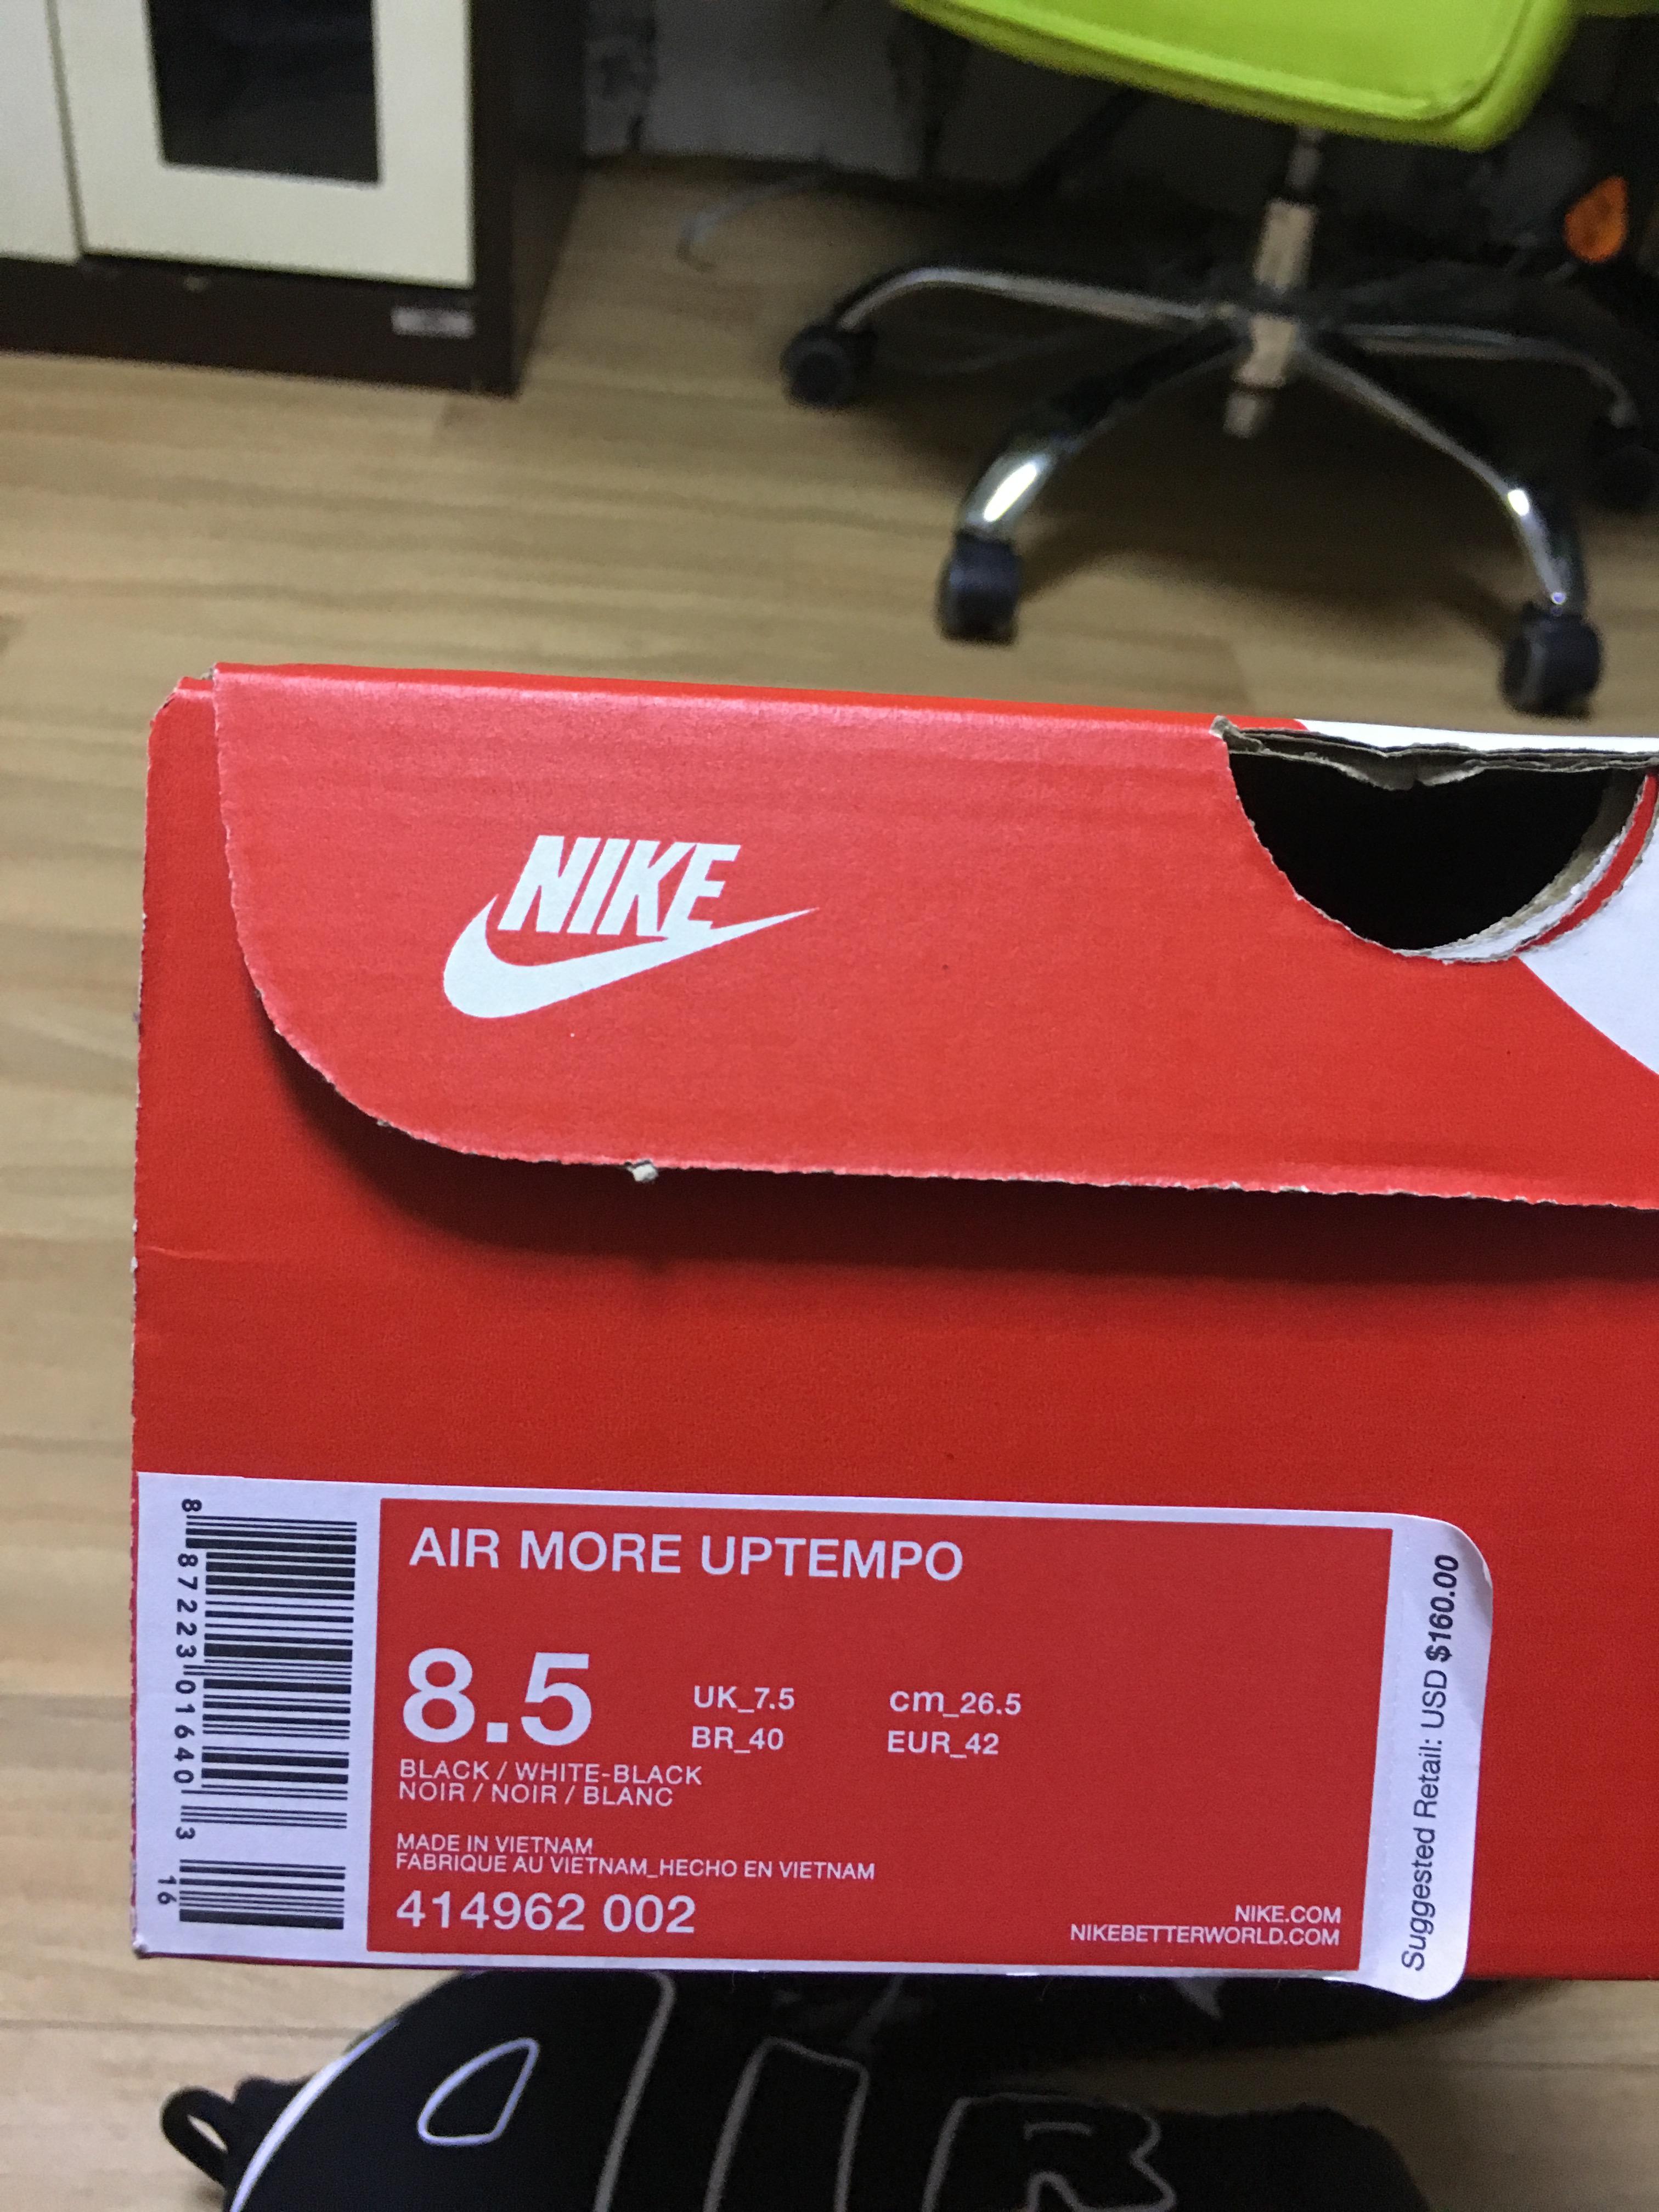 NIKE
AIR MORE UPTEMPO
8.5
UK_7.5
cm_26.5
BR_40
EUR_42
BLACK / WHITE-BLACK
NOIR / NOIR / BLANC
MADE IN VIETNAM
FABRIQUE AU VIETNAM_HECHO EN VIETNAM
414962 002
NIKE.COM
NIKEBETTERWORLD.COM
8 87223 01640 3
16
Suggested Retail: USD $160.00
AIR